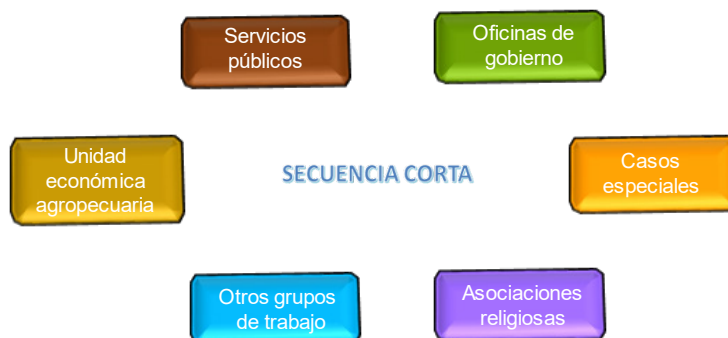 Servicios
públicos
Oficinas de
gobierno
Unidad
económica
agropecuaria
SECUENCIA CORTA
Casos
especiales
Otros grupos
de trabajo
Asociaciones
religiosas